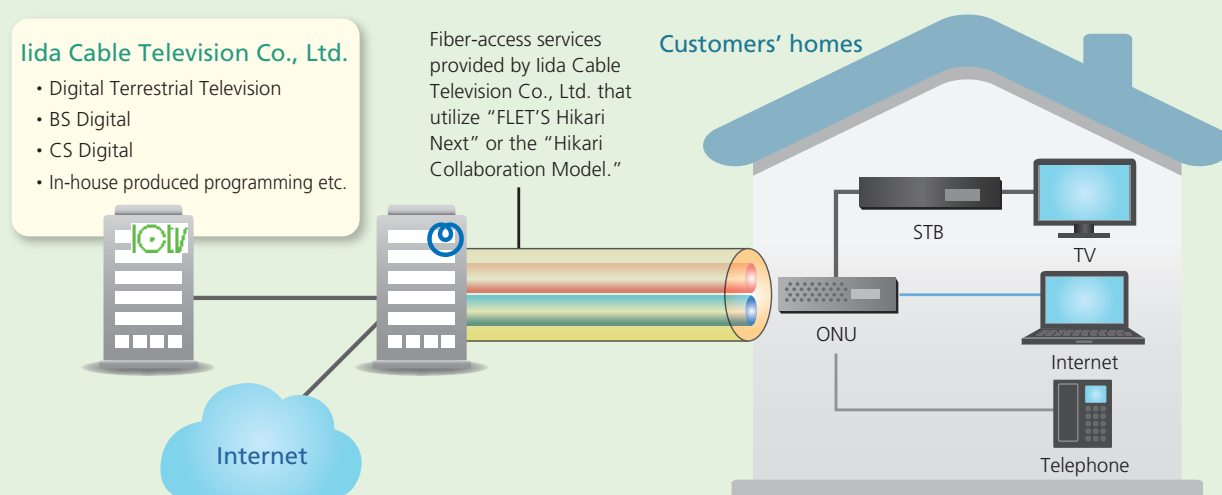 Iida Cable Television Co., Ltd.
• Digital Terrestrial Television
• BS Digital
• CS Digital
• In-house produced programming etc.
Fiber-access services
provided by Iida Cable
Television Co., Ltd. that
utilize “FLET’S Hikari
Next” or the “Hikari
Collaboration Model.”
Customers’ homes
STB
TV
ONU
Internet
Telephone
Internet